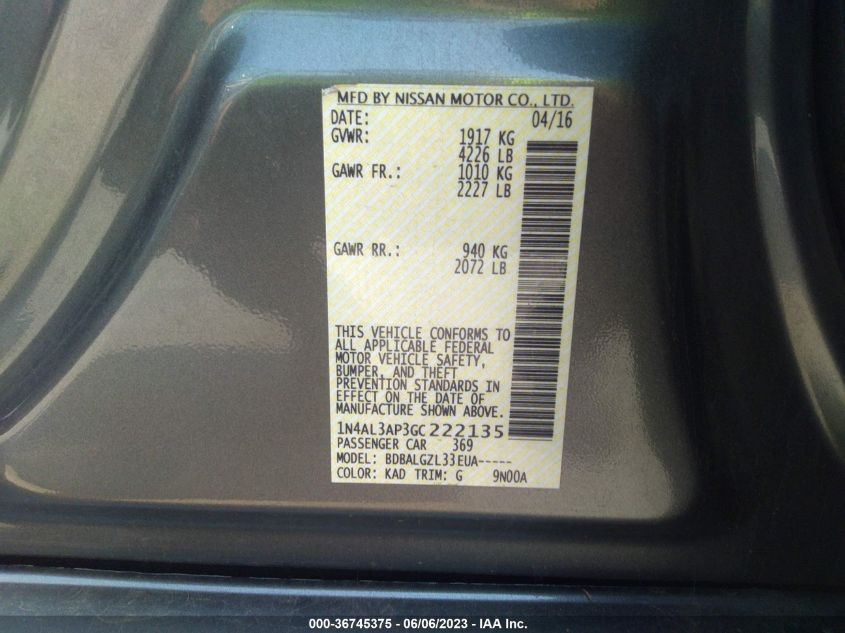 MFD BY NISSAN MOTOR CO., LTD.
DATE: 04/16
GVWR: 1917 KG
4226 LB
GAWR FR.: 1010 KG
2227 LB
GAWR RR.: 940 KG
2072 LB
THIS VEHICLE CONFORMS TO
ALL APPLICABLE FEDERAL
MOTOR VEHICLE SAFETY,
BUMPER, AND THEFT
PREVENTION STANDARDS IN
EFFECT ON THE DATE OF
MANUFACTURE SHOWN ABOVE.
1N4AL3AP3GC222135
PASSENGER CAR 369
MODEL: BDBALGZL33EUA-----
COLOR: KAD TRIM: G 9N00A
000-36745375 - 06/06/2023 - IAA Inc.